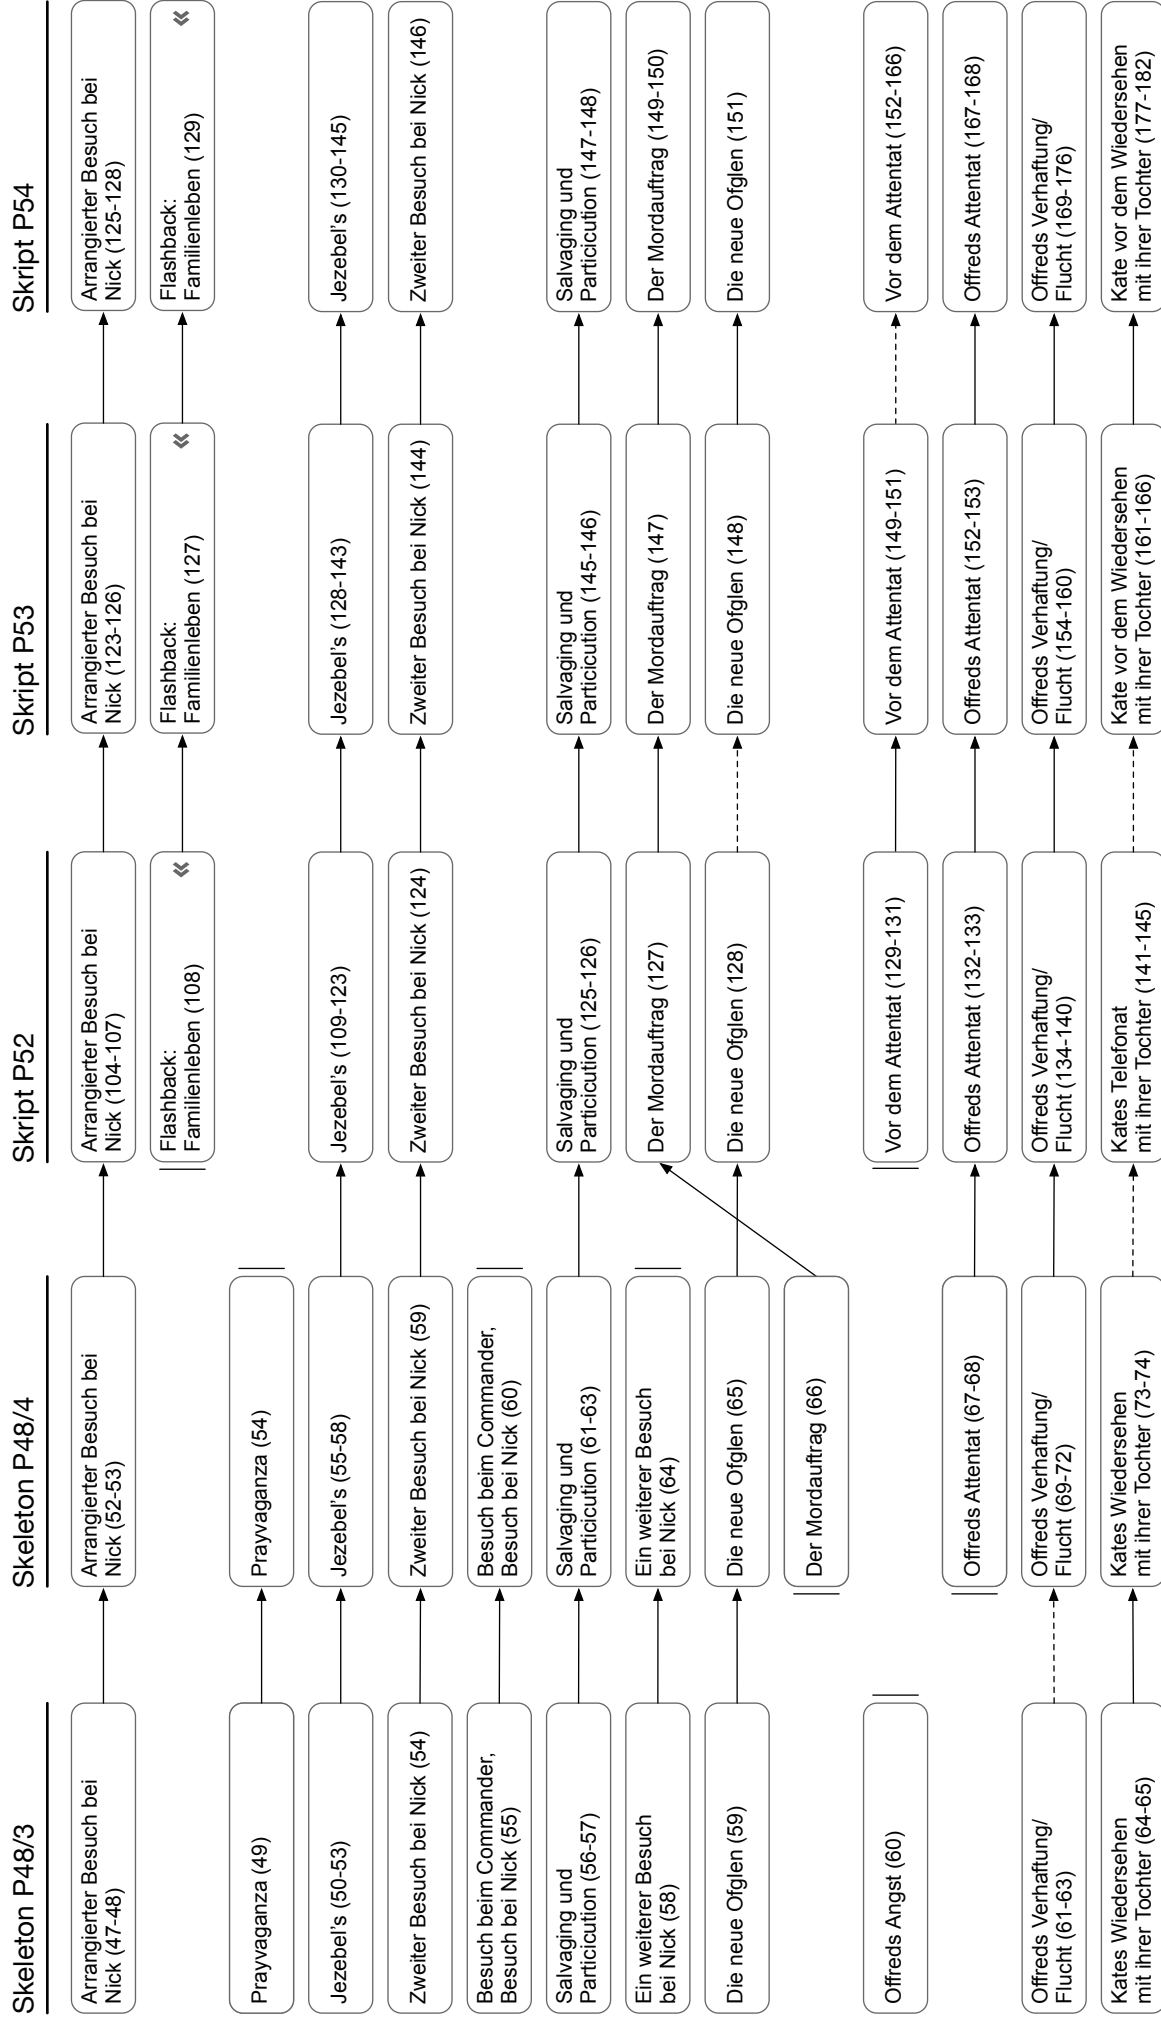 Skeleton P48/3
Arrangierter Besuch bei
Nick (47-48)
Prayvaganza (49)
Jezebel's (50-53)
Zweiter Besuch bei Nick (54)
Besuch beim Commander,
Besuch bei Nick (55)
Salvaging und
Particicution (56-57)
Ein weiterer Besuch
bei Nick (58)
Die neue Ofglen (59)
Offreds Angst (60)
Offreds Verhaftung/
Flucht (61-63)
Kates Wiedersehen
mit ihrer Tochter (64-65)
Skeleton P48/4
Arrangierter Besuch bei
Nick (52-53)
Prayvaganza (54)
Jezebel's (55-58)
Zweiter Besuch bei Nick (59)
Besuch beim Commander,
Besuch bei Nick (60)
Salvaging und
Particicution (61-63)
Ein weiterer Besuch
bei Nick (64)
Die neue Ofglen (65)
Der Mordauftrag (66)
Offreds Attentat (67-68)
Offreds Verhaftung/
Flucht (69-72)
Kates Wiedersehen
mit ihrer Tochter (73-74)
Skript P52
Arrangierter Besuch bei
Nick (104-107)
Flashback:
Familienleben (108)
Jezebel's (109-123)
Zweiter Besuch bei Nick (124)
Salvaging und
Particicution (125-126)
Der Mordauftrag (127)
Die neue Ofglen (128)
Vor dem Attentat (129-131)
Offreds Attentat (132-133)
Offreds Verhaftung/
Flucht (134-140)
Kates Telefonat
mit ihrer Tochter (141-145)
Skript P53
Arrangierter Besuch bei
Nick (123-126)
Flashback:
Familienleben (127)
Jezebel's (128-143)
Zweiter Besuch bei Nick (144)
Salvaging und
Particicution (145-146)
Der Mordauftrag (147)
Die neue Ofglen (148)
Vor dem Attentat (149-151)
Offreds Attentat (152-153)
Offreds Verhaftung/
Flucht (154-160)
Kate vor dem Wiedersehen
mit ihrer Tochter (161-166)
Skript P54
Arrangierter Besuch bei
Nick (125-128)
Flashback:
Familienleben (129)
Jezebel's (130-145)
Zweiter Besuch bei Nick (146)
Salvaging und
Particicution (147-148)
Der Mordauftrag (149-150)
Die neue Ofglen (151)
Vor dem Attentat (152-166)
Offreds Attentat (167-168)
Offreds Verhaftung/
Flucht (169-176)
Kate vor dem Wiedersehen
mit ihrer Tochter (177-182)